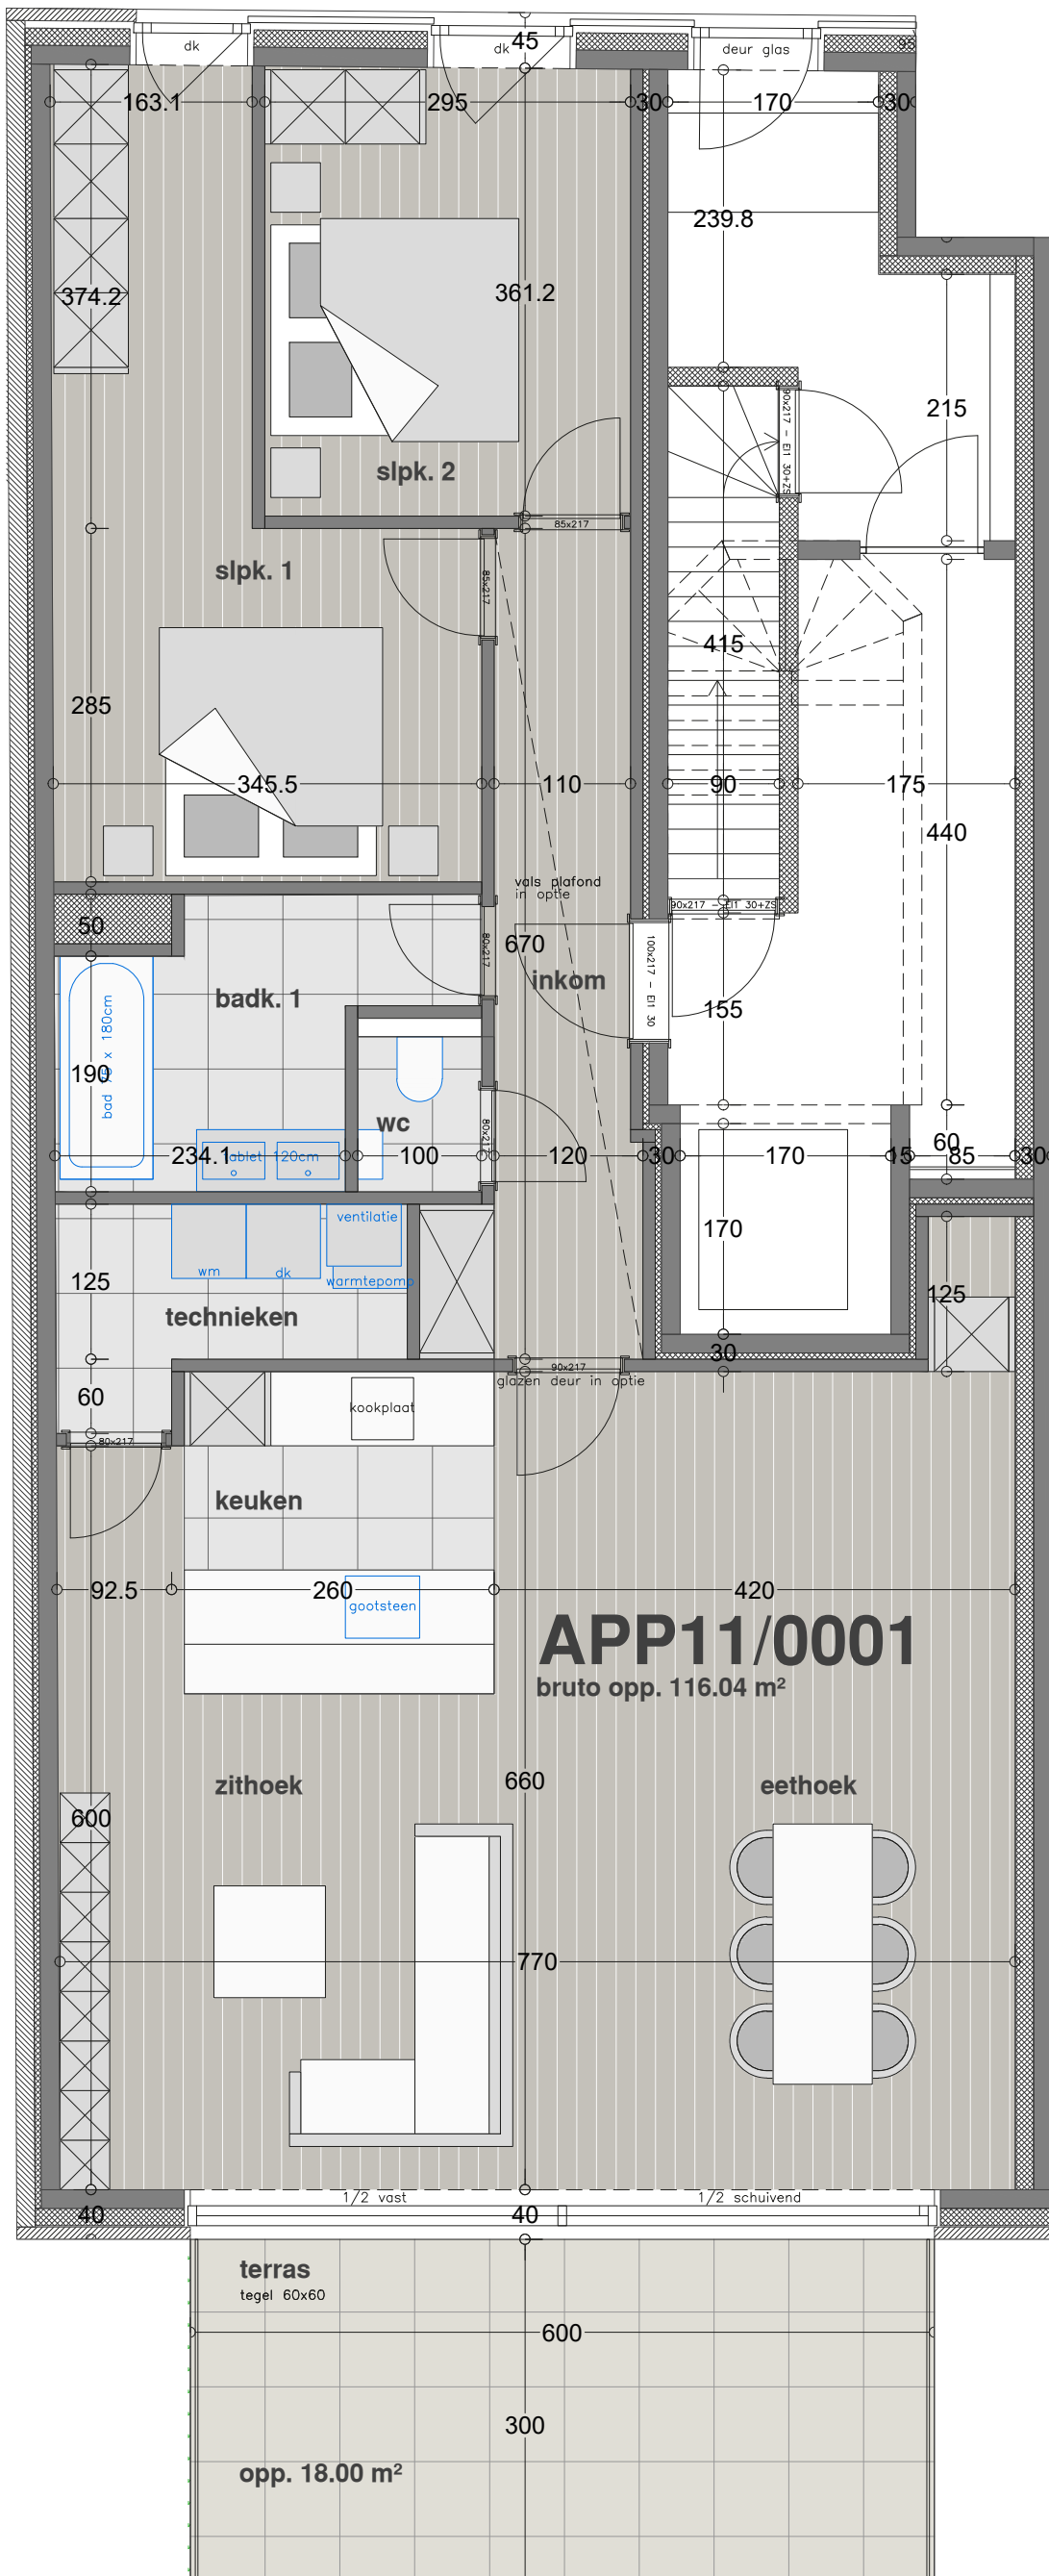 dk
dk
45
deur glas
95
163.1
295
30
170
30
239.8
374.2
361.2
90x217 - EI1 30+ZS
215
slpk. 2
85x217
slpk. 1
85x217
415
285
345.5
110
90
175
440
vals plafond
in optie
90x217 - EI1 30+ZS
50
80x217
670
100x217 - EI1 30
inkom
badk. 1
155
bad 75 x 180cm
190
wc
80x217
60
234.1
tablet 120cm
100
120
30
170
15
85
30
ventilatie
170
wm
dk
warmtepomp
125
125
technieken
30
90x217
glazen deur in optie
60
kookplaat
80x217
keuken
92.5
260
420
gootsteen
APP11/0001
bruto opp. 116.04 m²
zithoek
660
eethoek
600
770
1/2 vast
1/2 schuivend
40
40
terras
tegel 60x60
600
300
opp. 18.00 m²